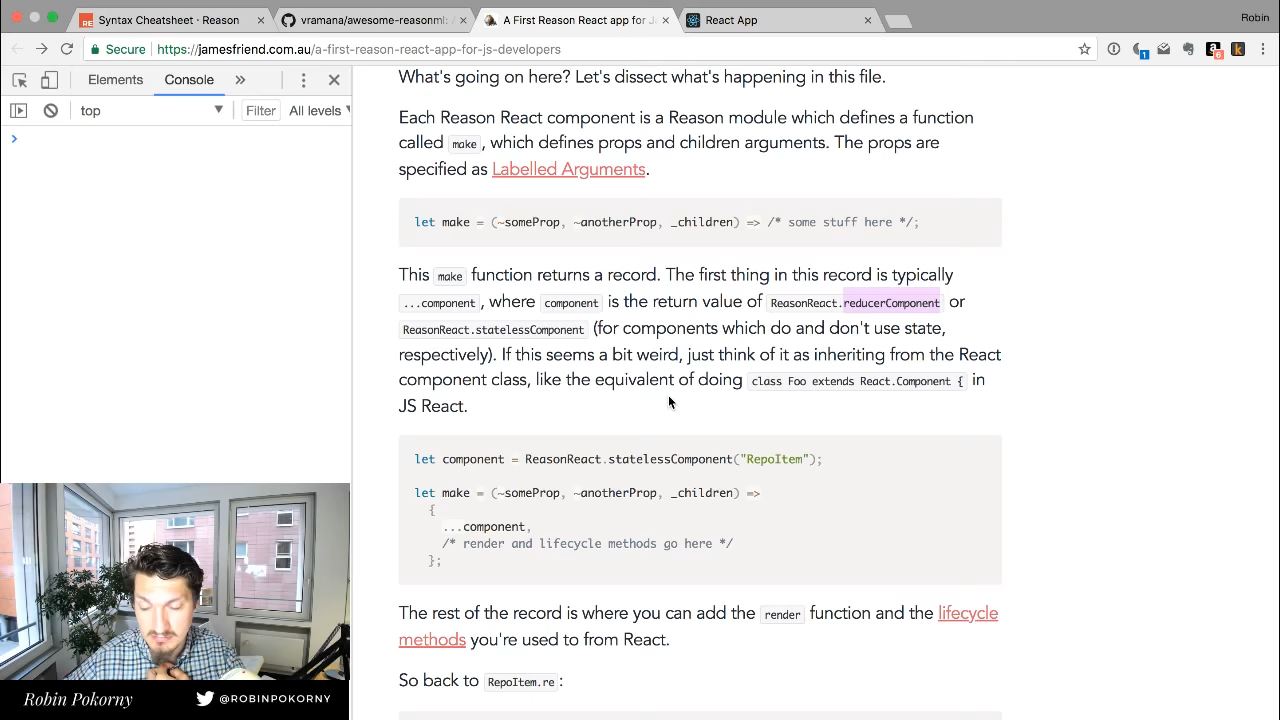 Syntax Cheatsheet · Reason
vramana/awesome-reasonml:
A First Reason React app for J
React App
Robin
Secure
https://jamesfriend.com.au/a-first-reason-react-app-for-js-developers
1
6
Elements
Console
top
Filter
All levels
What's going on here? Let's dissect what's happening in this file.
Each Reason React component is a Reason module which defines a function
called make, which defines props and children arguments. The props are
specified as Labelled Arguments.
let make = (~someProp, ~anotherProp, _children) => /* some stuff here */;
This make function returns a record. The first thing in this record is typically
...component, where component is the return value of ReasonReact.reducerComponent or
ReasonReact.statelessComponent (for components which do and don't use state,
respectively). If this seems a bit weird, just think of it as inheriting from the React
component class, like the equivalent of doing class Foo extends React.Component { in
JS React.
let component = ReasonReact.statelessComponent("RepoItem");
let make = (~someProp, ~anotherProp, _children) =>
{
...component,
/* render and lifecycle methods go here */
};
The rest of the record is where you can add the render function and the lifecycle
methods you're used to from React.
So back to RepoItem.re:
Robin Pokorny
@ROBINPOKORNY